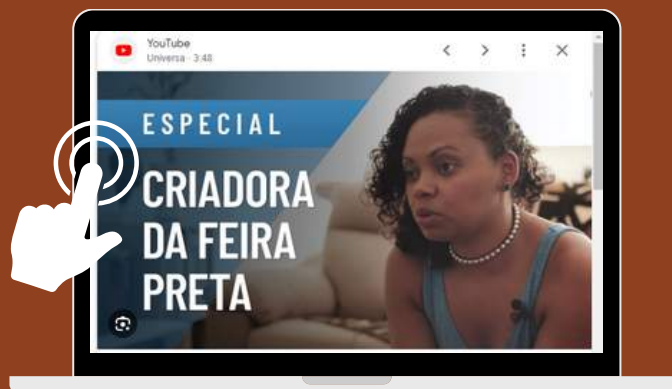 YouTube
Universa · 3:48
ESPECIAL
CRIADORA
DA FEIRA
PRETA